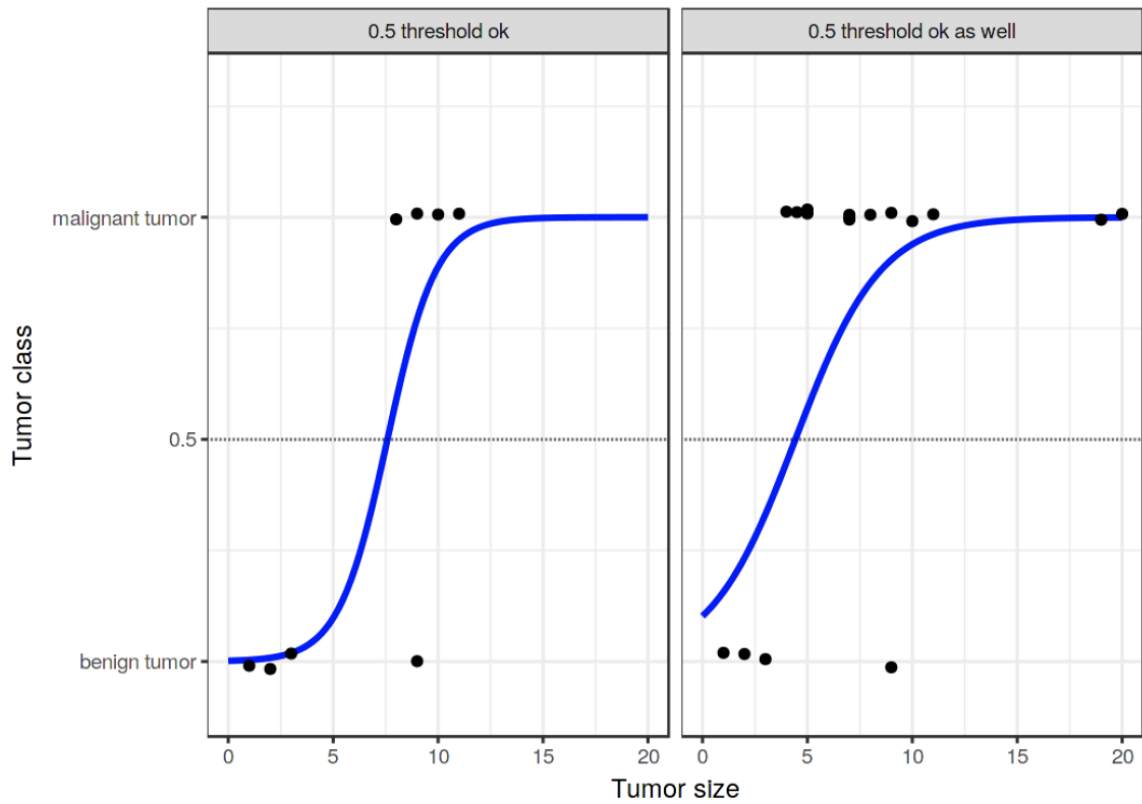 0.5 threshold ok
0.5 threshold ok as well
Tumor class
malignant tumor
0.5
benign tumor
0 5 10 15 20
0 5 10 15 20
Tumor size